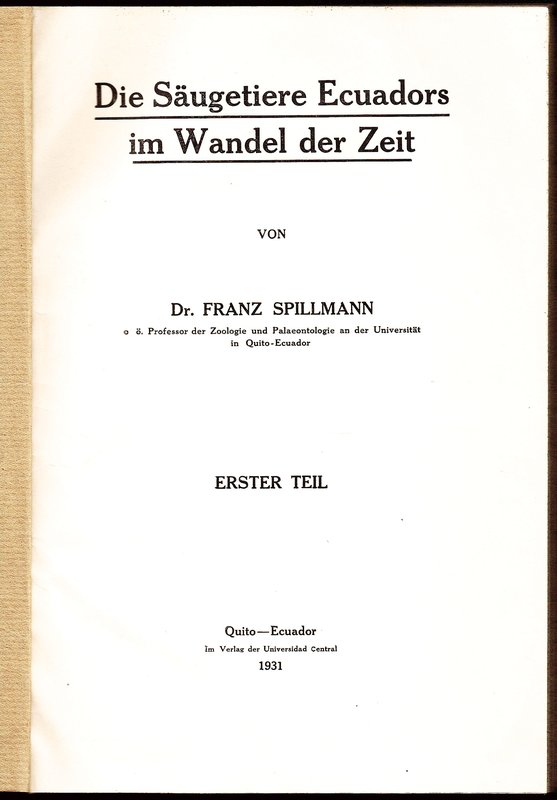 Die Säugetiere Ecuadors
im Wandel der Zeit
VON
Dr. FRANZ SPILLMANN
o ö. Professor der Zoologie und Palaeontologie an der Universität
in Quito-Ecuador
ERSTER TEIL
Quito—Ecuador
Im Verlag der Universidad Central
1931